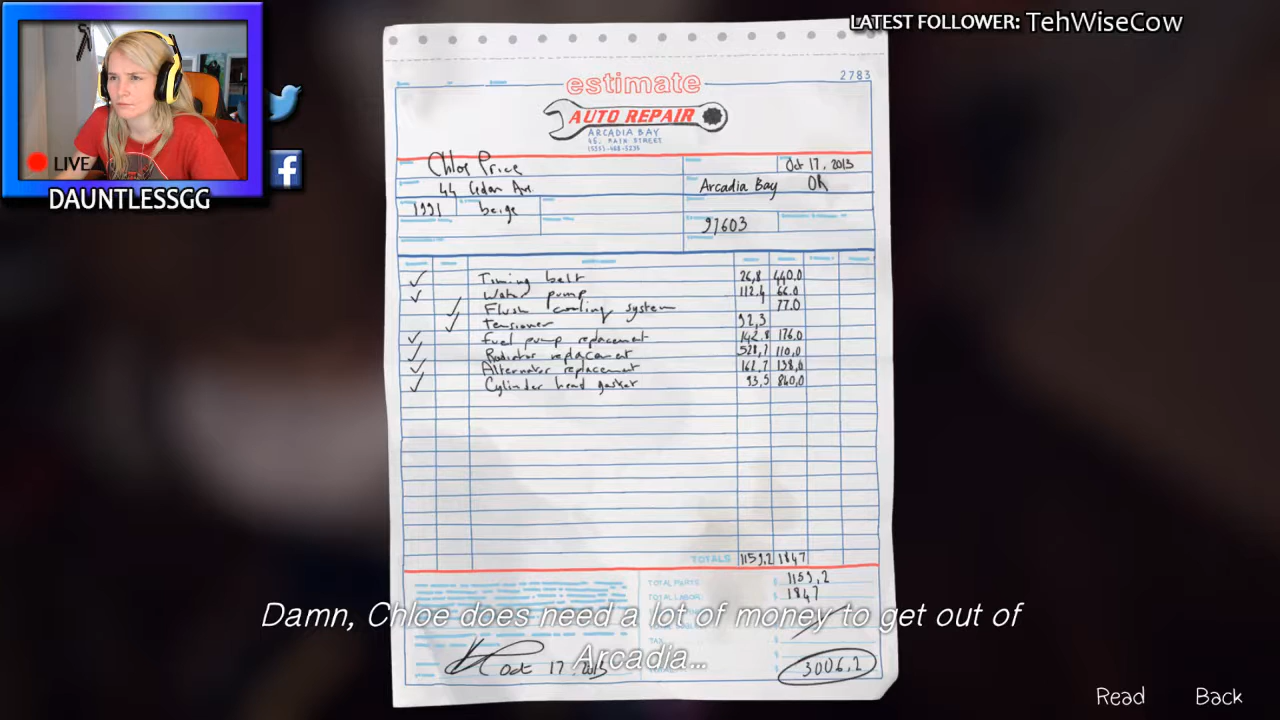 LATEST FOLLOWER: TehWiseCow
LIVE
DAUNTLESSGG
estimate
2783
AUTO REPAIR
ARCADIA BAY
45. MAIN STREET
Chloe Price
Oct 17, 2013
44 Cedar Ave
Arcadia Bay OR
1991 beige
97603
Timing belt 26,8 440.0
Water pump 112.4 66.0
Flush cooling system 77.0
Tensioner 92,3
Fuel pump replacement 142.8 176.0
Radiator replacement 528,7 110,0
Alternator replacement 162,7 138,0
Cylinder head gasket 93,5 840,0
TOTALS 1159,2 1847
TOTAL PARTS $ 1159,2
TOTAL LABOR $ 1847
TAX
Damn, Chloe does need a lot of money to get out of
Arcadia...
Oct 17 2013
3006,2
Read Back